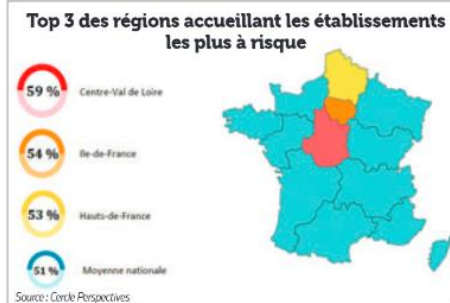 Top 3 des régions accueillant les établissements
les plus à risque
59 % Centre-Val de Loire
54 % Ile-de-France
53 % Hauts-de-France
51 % Moyenne nationale
Source : Cercle Perspectives